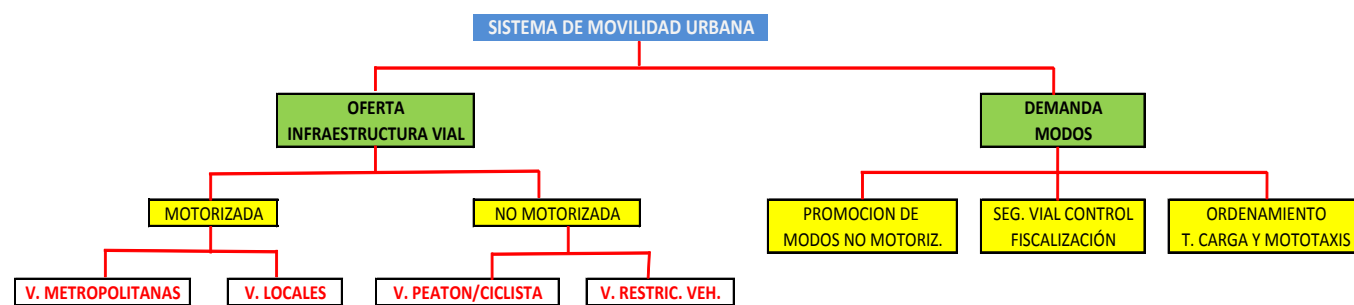 SISTEMA DE MOVILIDAD URBANA
OFERTA
INFRAESTRUCTURA VIAL
DEMANDA
MODOS
MOTORIZADA
NO MOTORIZADA
PROMOCION DE
MODOS NO MOTORIZ.
SEG. VIAL CONTROL
FISCALIZACIÓN
ORDENAMIENTO
T. CARGA Y MOTOTAXIS
V. METROPOLITANAS
V. LOCALES
V. PEATON/CICLISTA
V. RESTRIC. VEH.